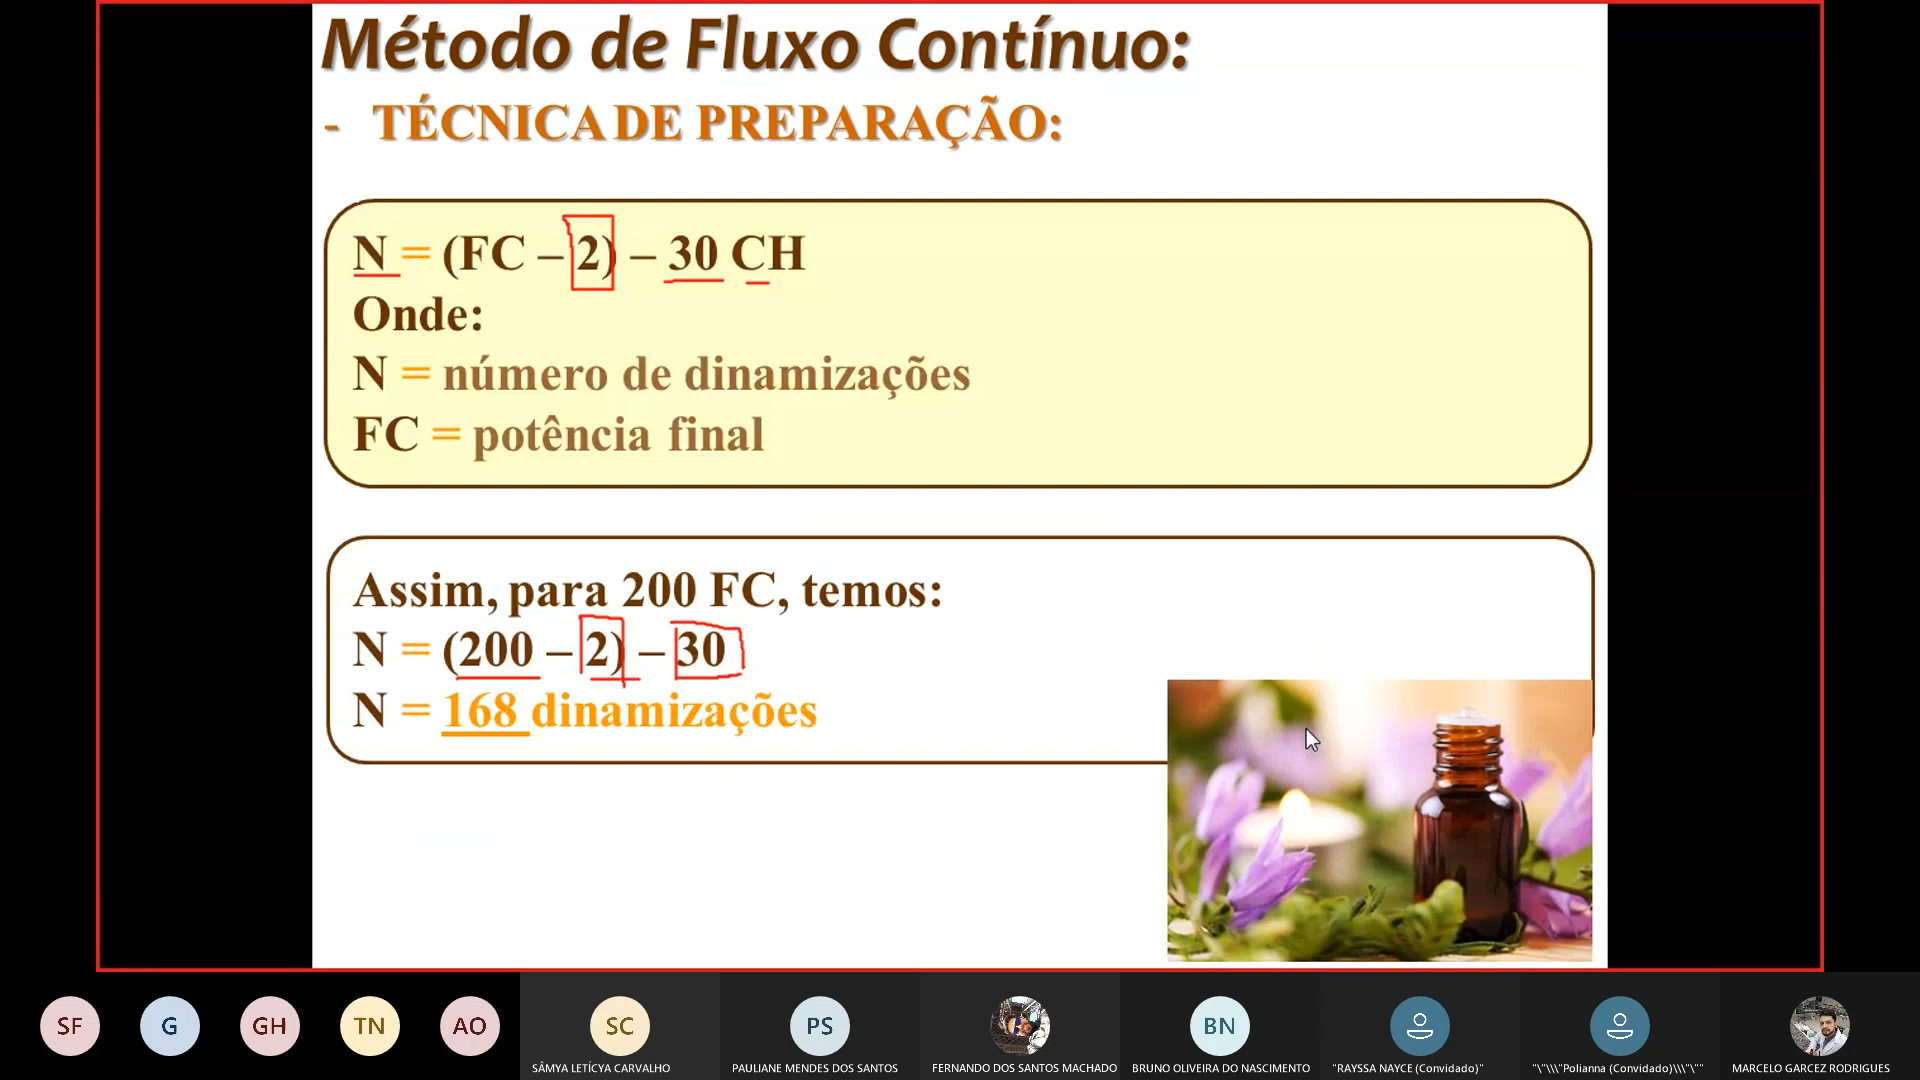 Método de Fluxo Contínuo:
- TÉCNICA DE PREPARAÇÃO:
N = (FC – 2) – 30 CH
Onde:
N = número de dinamizações
FC = potência final
Assim, para 200 FC, temos:
N = (200 – 2) – 30
N = 168 dinamizações
SF
G
GH
TN
AO
SC
PS
BN
SÂMYA LETÍCYA CARVALHO
PAULIANE MENDES DOS SANTOS
FERNANDO DOS SANTOS MACHADO
BRUNO OLIVEIRA DO NASCIMENTO
"RAYSSA NAYCE (Convidado)"
"\"\\\"Polianna (Convidado)\\\"\""
MARCELO GARCEZ RODRIGUES